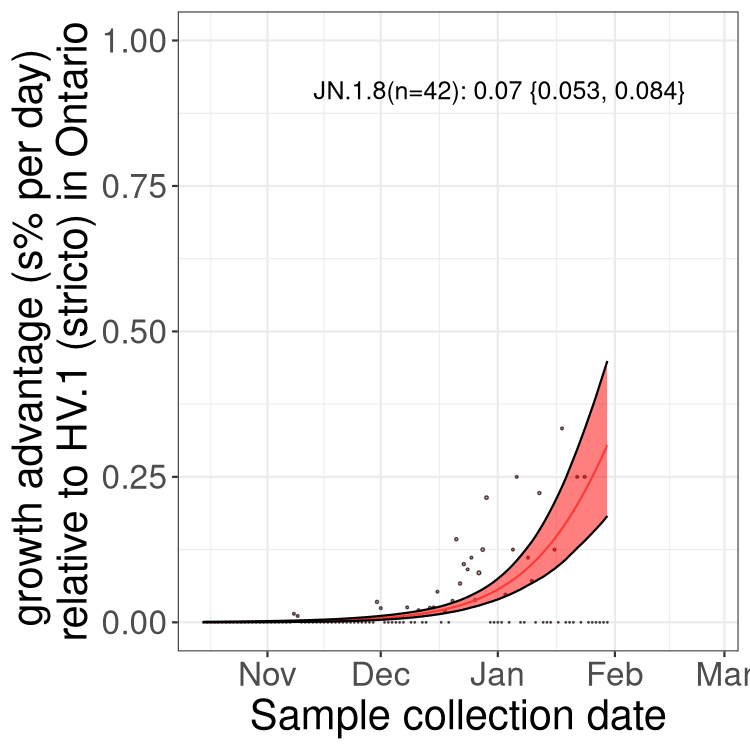 growth advantage (s% per day)
relative to HV.1 (stricto) in Ontario
1.00
0.75
0.50
0.25
0.00
JN.1.8(n=42): 0.07 {0.053, 0.084}
Nov Dec Jan Feb Mar
Sample collection date